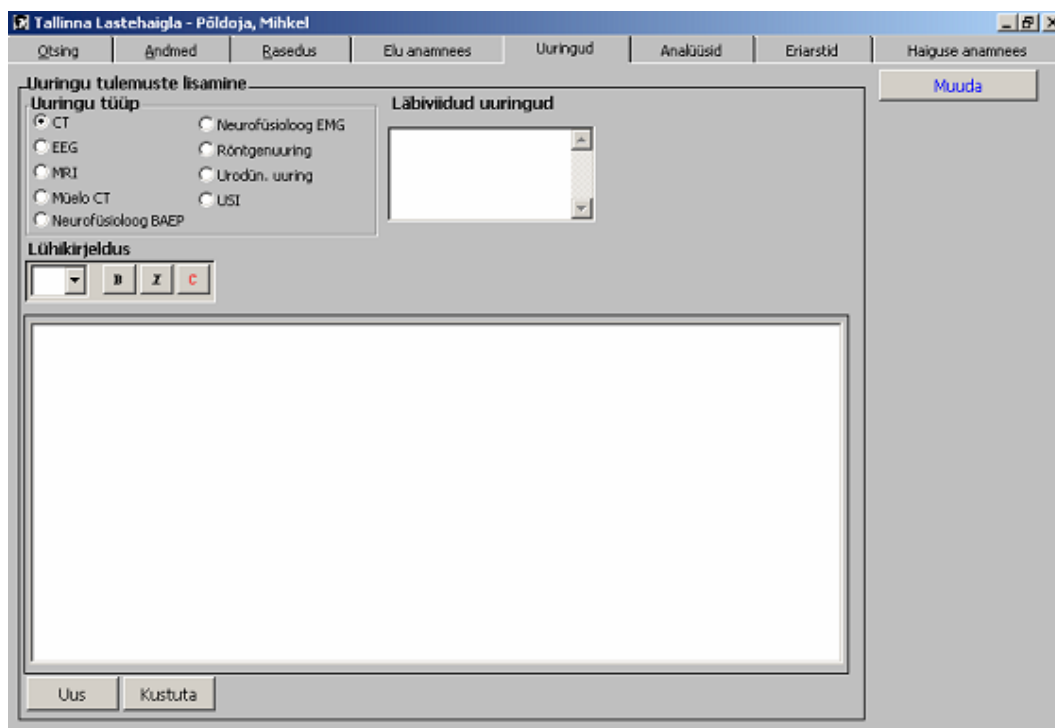 Tallinna Lastehaigla - Põldoja, Mihkel
Otsing Andmed Rasedus Elu anamnees Uuringud Analüüsid Eriarstid Haiguse anamnees
Muuda
Uuringu tulemuste lisamine
Uuringu tüüp
CT
EEG
MRI
Müelo CT
Neurofüsioloog BAEP
Neurofüsioloog EMG
Röntgenuuring
Urodün. uuring
USI
Läbiviidud uuringud
Lühikirjeldus
B I C
Uus Kustuta